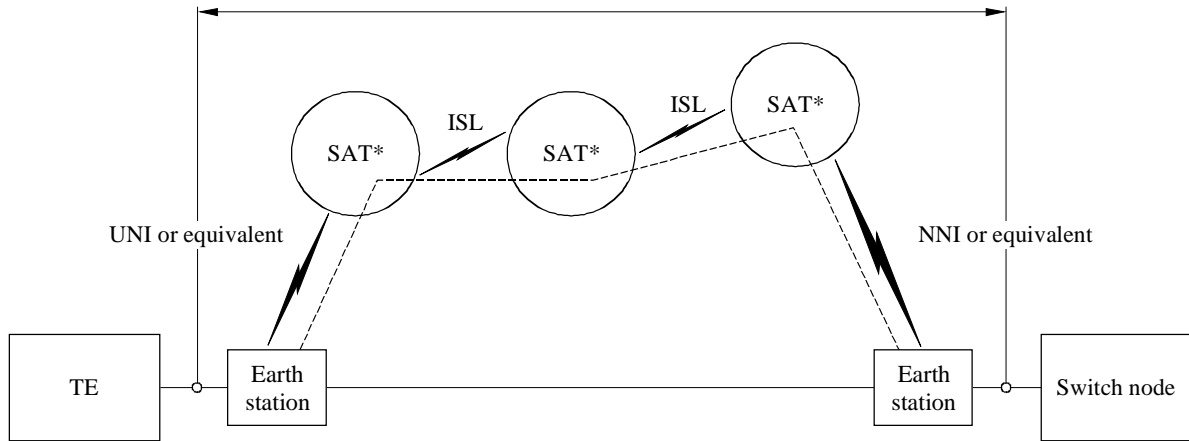 SAT*
ISL
SAT*
ISL
SAT*
UNI or equivalent
NNI or equivalent
TE
Earth
station
Earth
station
Switch node